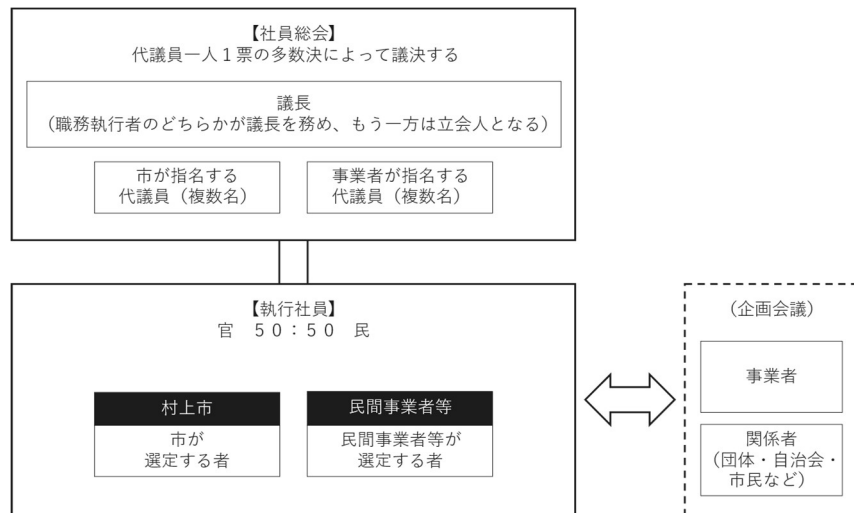 【社員総会】
代議員一人１票の多数決によって議決する
議長
（職務執行者のどちらかが議長を務め、もう一方は立会人となる）
市が指名する
代議員（複数名）
事業者が指名する
代議員（複数名）
【執行社員】
官　５０：５０　民
村上市
市が
選定する者
民間事業者等
民間事業者等が
選定する者
（企画会議）
事業者
関係者
（団体・自治会・
市民など）